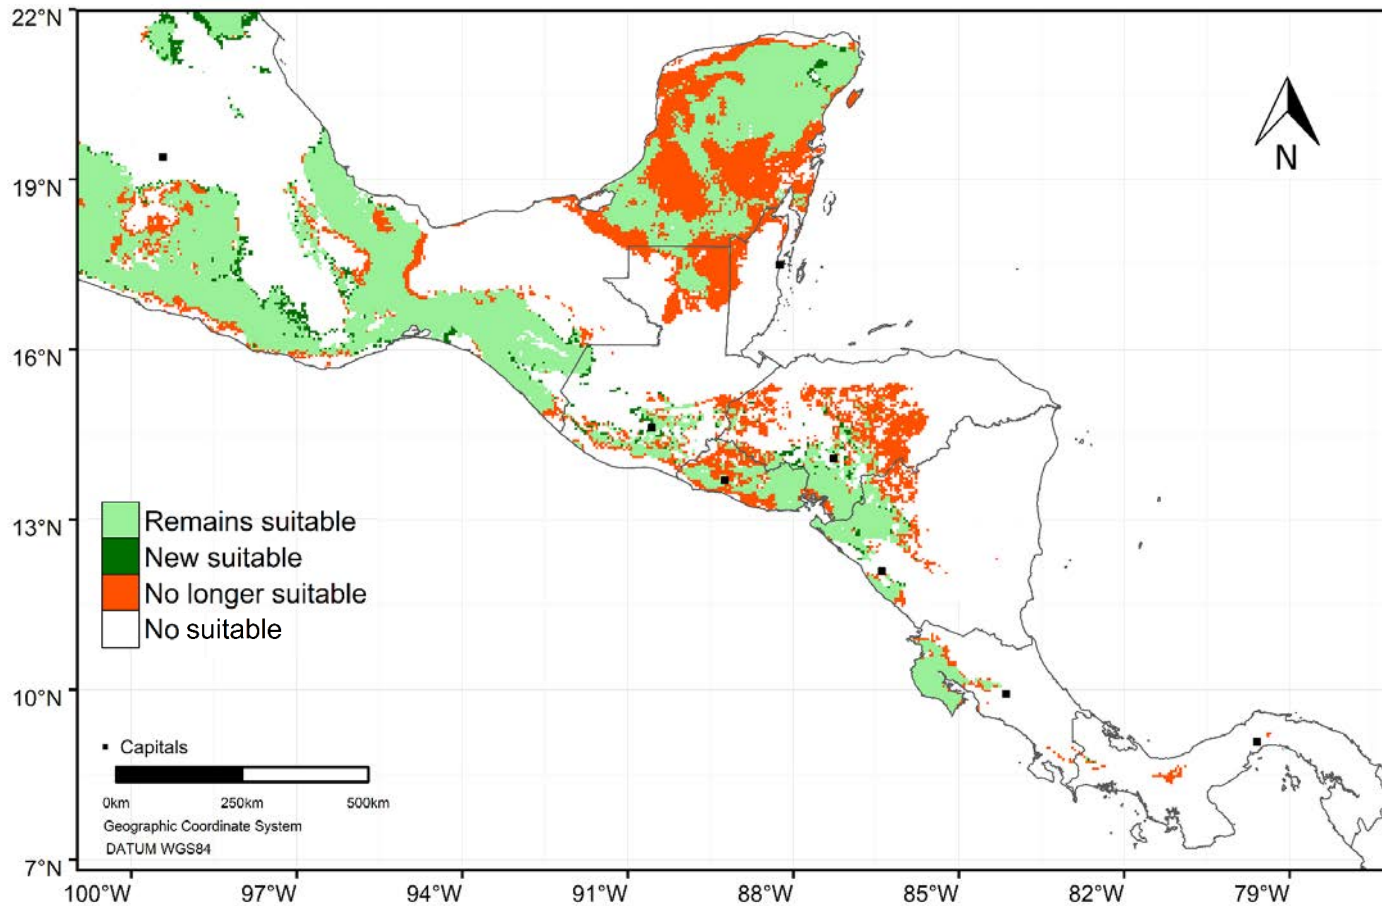 22°N
19°N
16°N
13°N
10°N
7°N
N
Remains suitable
New suitable
No longer suitable
No suitable
Capitals
0km 250km 500km
Geographic Coordinate System
DATUM WGS84
100°W 97°W 94°W 91°W 88°W 85°W 82°W 79°W